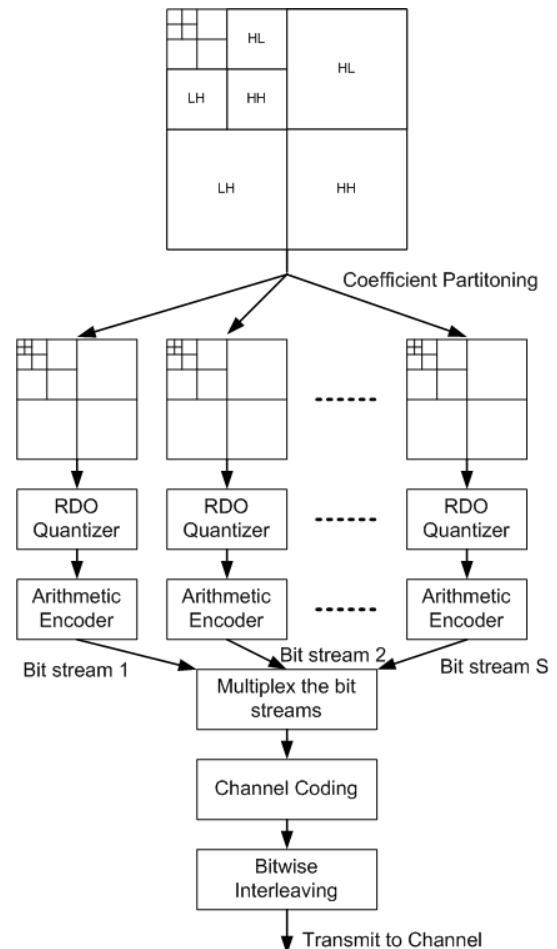 HL
HL
LH
HH
LH
HH
Coefficient Partitoning
RDO
Quantizer
RDO
Quantizer
RDO
Quantizer
Arithmetic
Encoder
Arithmetic
Encoder
Arithmetic
Encoder
Bit stream 1
Bit stream 2
Bit stream S
Multiplex the bit
streams
Channel Coding
Bitwise
Interleaving
Transmit to Channel